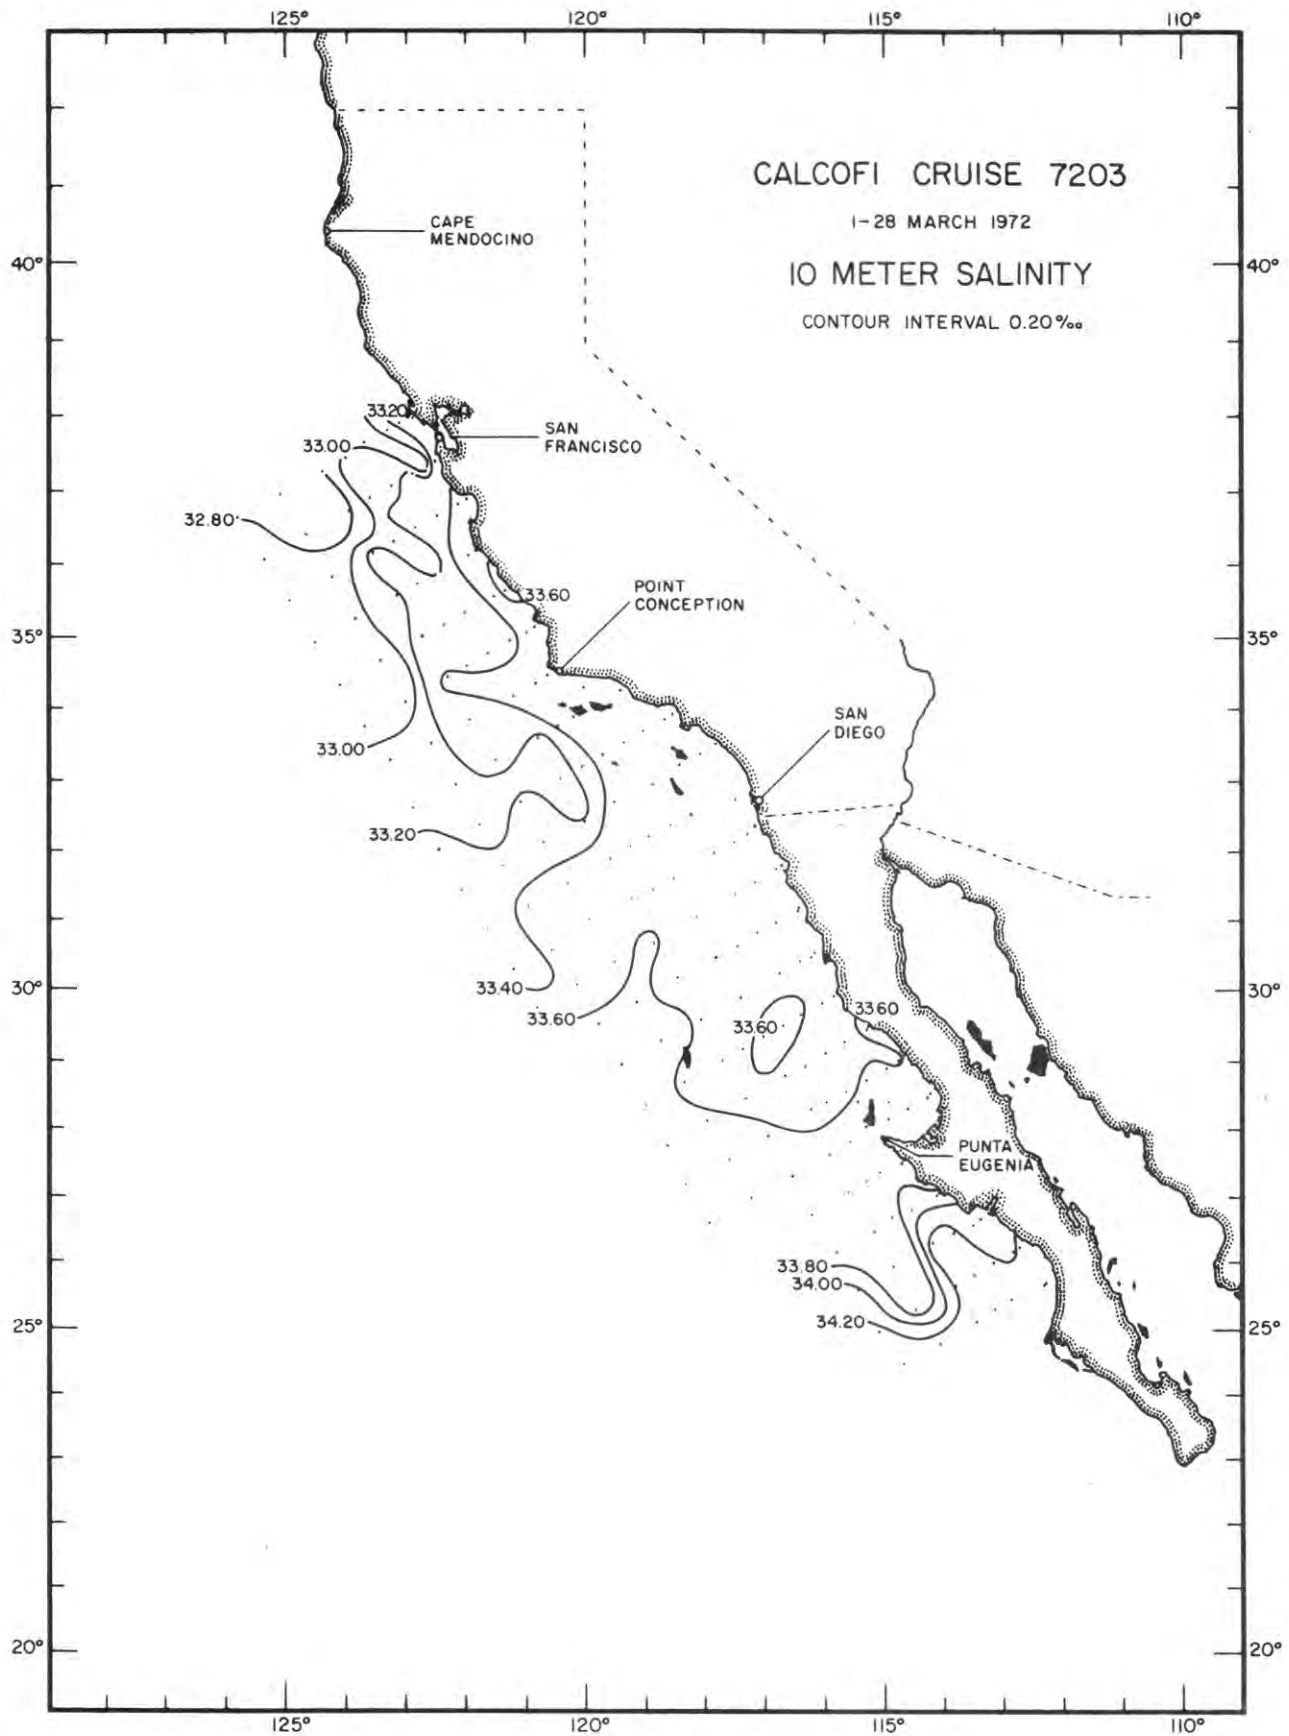 125°
120°
115°
110°
CALCOFI CRUISE 7203
1-28 MARCH 1972
CAPE
MENDOCINO
40°
10 METER SALINITY
40°
CONTOUR INTERVAL 0.20‰
33.20
SAN
FRANCISCO
33.00
32.80
POINT
CONCEPTION
33.60
35°
35°
SAN
DIEGO
33.00
33.20
30°
33.40
30°
33.60
33.60
33.60
PUNTA
EUGENIA
33.80
34.00
34.20
25°
25°
20°
20°
125°
120°
115°
110°